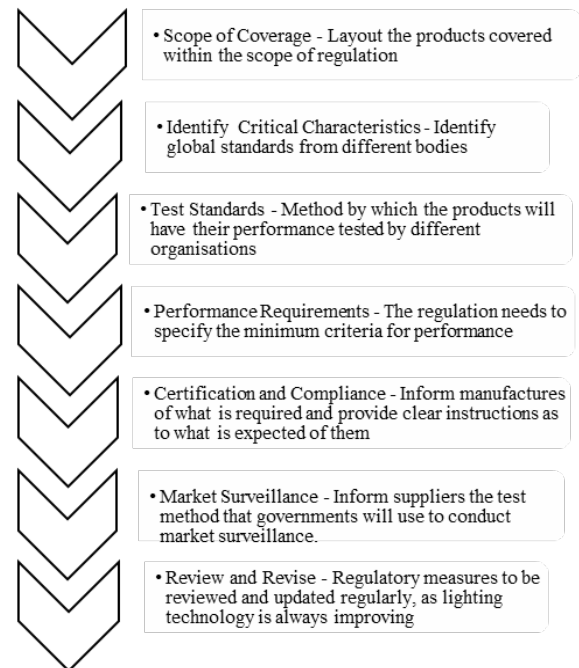 • Scope of Coverage - Layout the products covered
within the scope of regulation
• Identify Critical Characteristics - Identify
global standards from different bodies
• Test Standards - Method by which the products will
have their performance tested by different
organisations
• Performance Requirements - The regulation needs to
specify the minimum criteria for performance
• Certification and Compliance - Inform manufactures
of what is required and provide clear instructions as
to what is expected of them
• Market Surveillance - Inform suppliers the test
method that governments will use to conduct
market surveillance.
• Review and Revise - Regulatory measures to be
reviewed and updated regularly, as lighting
technology is always improving